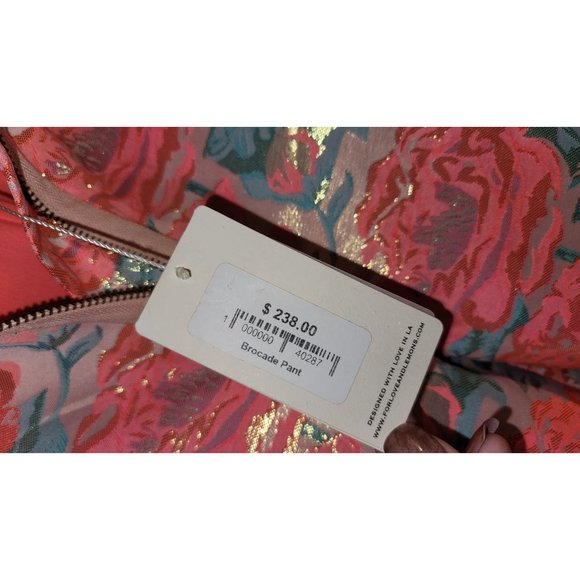 $ 238.00
1 000000 40287
Brocade Pant
DESIGNED WITH LOVE IN LA
WWW.FORLOVEANDLEMONS.COM